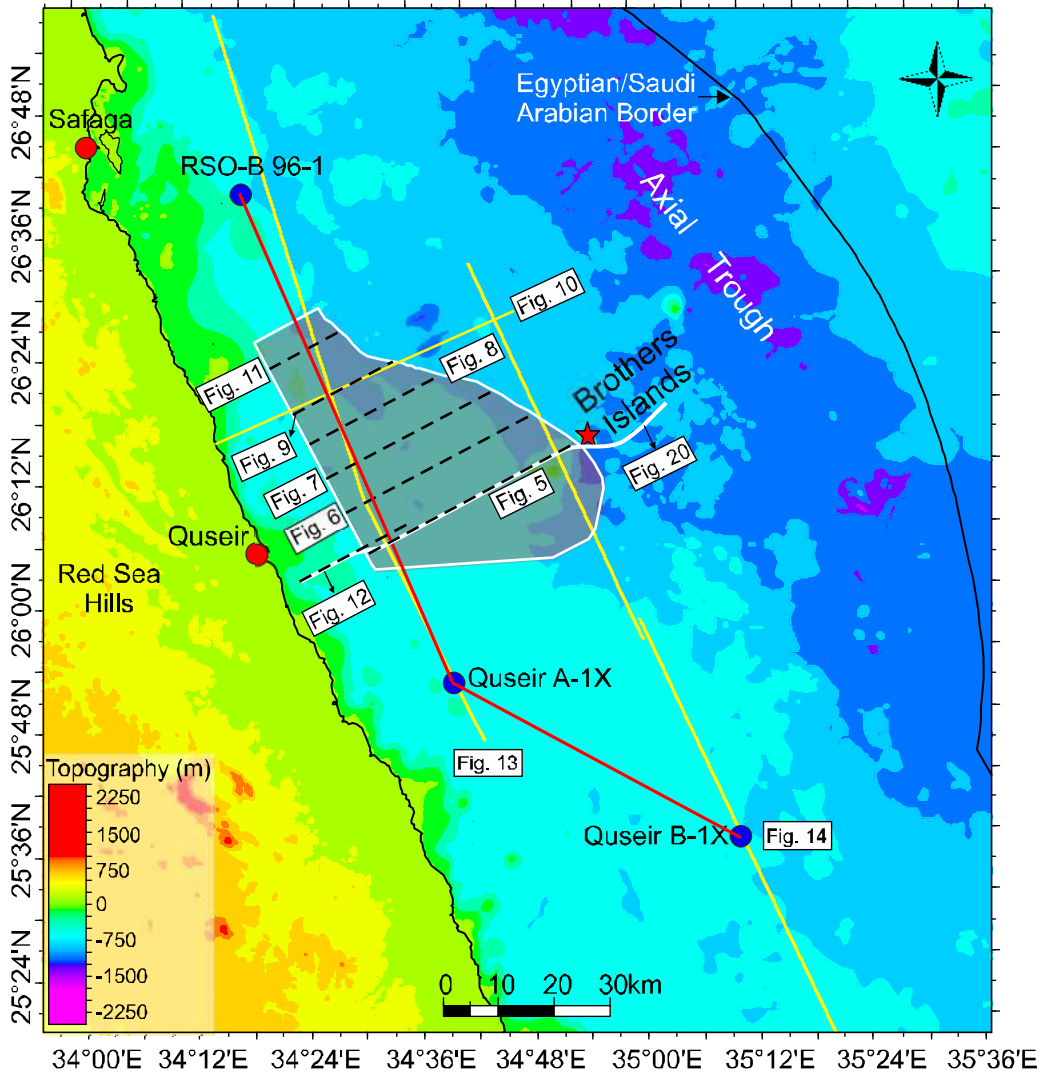 Egyptian/Saudi
Arabian Border
Safaga
RSO-B 96-1
Axial
Trough
Fig. 10
Fig. 8
Fig. 11
Brothers
Islands
Fig. 9
Fig. 20
Fig. 7
Fig. 5
Fig. 6
Quseir
Red Sea
Hills
Fig. 12
Quseir A-1X
Fig. 13
Quseir B-1X
Fig. 14
Topography (m)
2250
1500
750
0
-750
-1500
-2250
0 10 20 30km
26°48'N
26°36'N
26°24'N
26°12'N
26°00'N
25°48'N
25°36'N
25°24'N
34°00'E 34°12'E 34°24'E 34°36'E 34°48'E 35°00'E 35°12'E 35°24'E 35°36'E